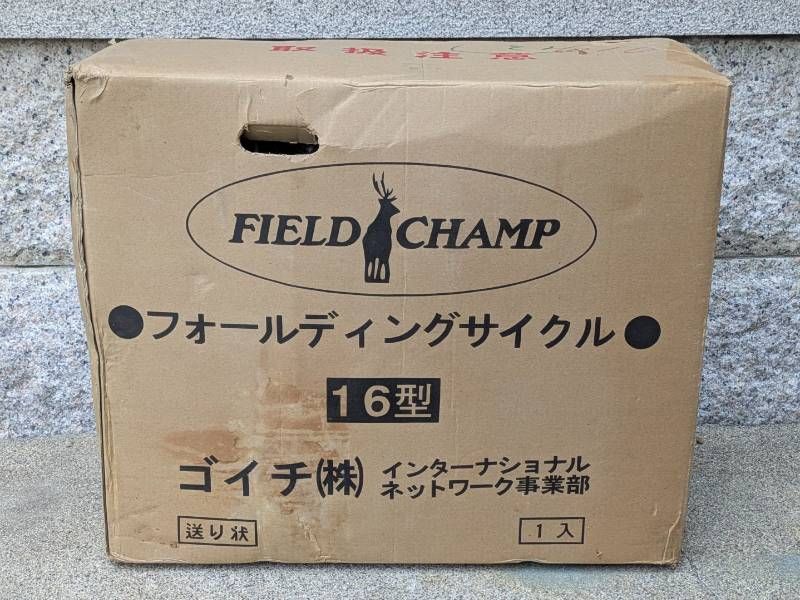 取扱注意
FIELD CHAMP
●フォールディングサイクル●
16型
ゴイチ(株) インターナショナル
ネットワーク事業部
送り状
1入